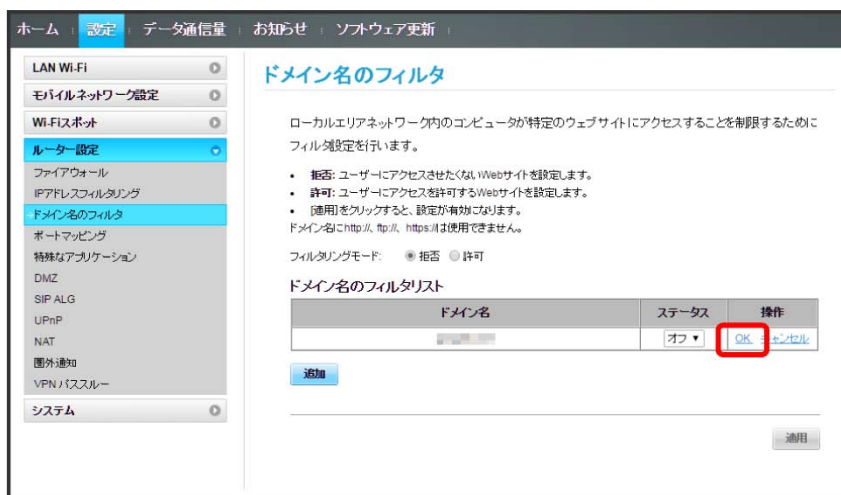 ホーム 設定 データ通信量 お知らせ ソフトウェア更新
LAN Wi-Fi
モバイルネットワーク設定
Wi-Fiスポット
ルーター設定
ファイアウォール
IPアドレスフィルタリング
ドメイン名のフィルタ
ポートマッピング
特殊なアプリケーション
DMZ
SIP ALG
UPnP
NAT
圏外通知
VPN パススルー
システム
ドメイン名のフィルタ
ローカルエリアネットワーク内のコンピュータが特定のウェブサイトにアクセスすることを制限するために
フィルタ設定を行います。
• 拒否: ユーザーにアクセスさせたくないWebサイトを設定します。
• 許可: ユーザーにアクセスを許可するWebサイトを設定します。
• [適用]をクリックすると、設定が有効になります。
ドメイン名にhttp://、ftp://、https://は使用できません。
フィルタリングモード: 拒否 許可
ドメイン名のフィルタリスト
ドメイン名 ステータス 操作
オフ OK キャンセル
追加
適用